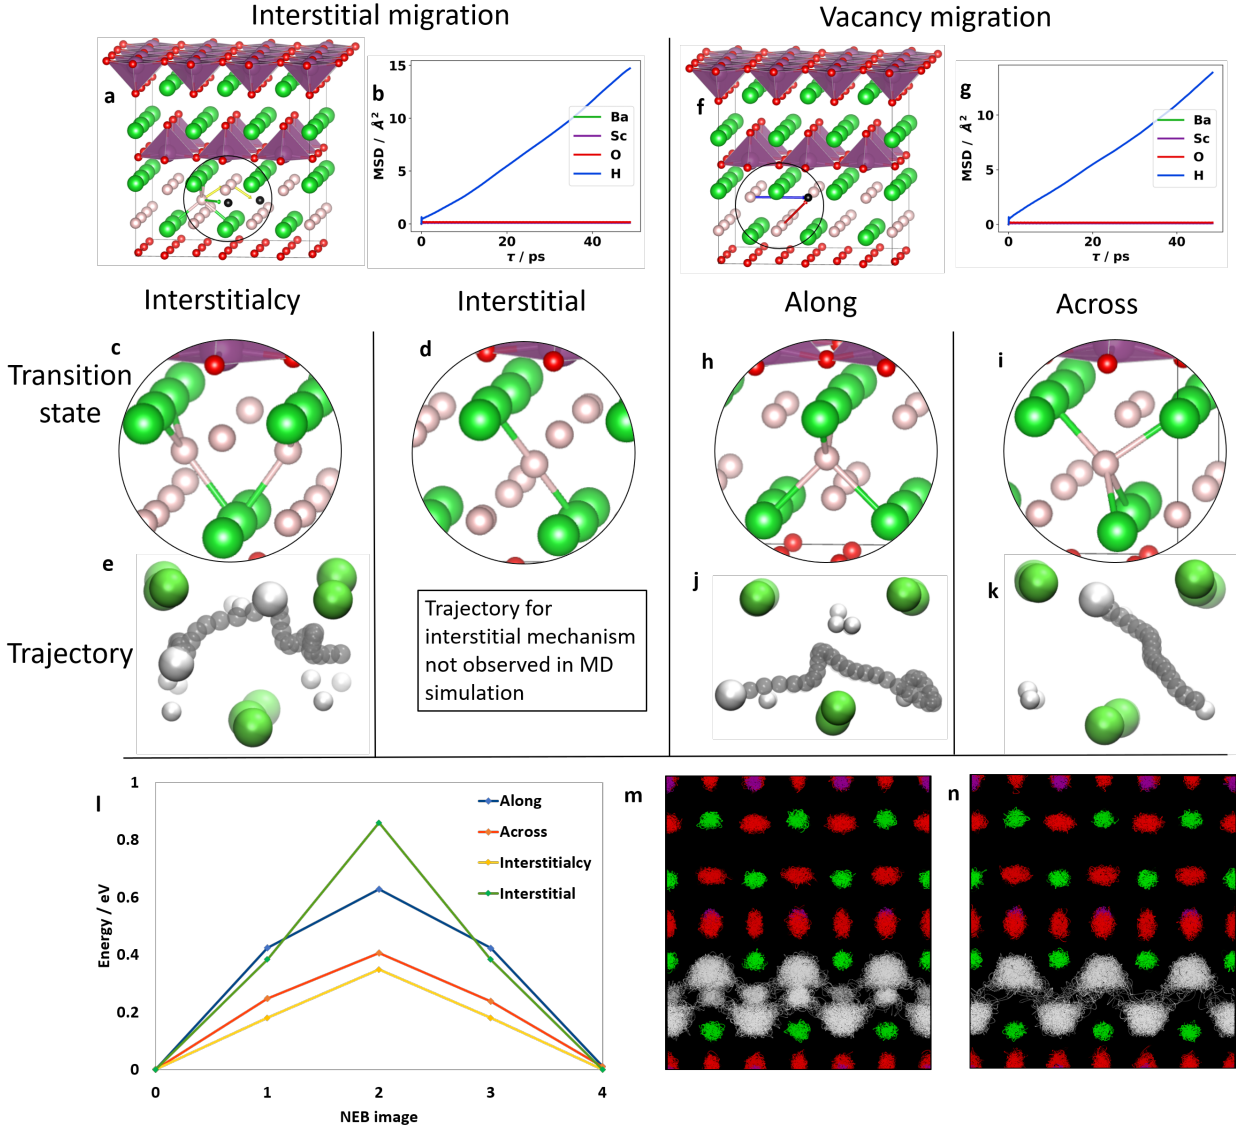 Interstitial migration
Vacancy migration
a
b
15
10
5
0
MSD / Å²
Ba
Sc
O
H
0
20
40
τ / ps
f
g
10
5
0
MSD / Å²
Ba
Sc
O
H
0
20
40
τ / ps
Interstitialcy
Interstitial
Along
Across
Transition
state
c
d
h
i
Trajectory
e
Trajectory for
interstitial mechanism
not observed in MD
simulation
j
k
l
1
0.8
0.6
0.4
0.2
0
Energy / eV
Along
Across
Interstitialcy
Interstitial
0
1
2
3
4
NEB image
m
n